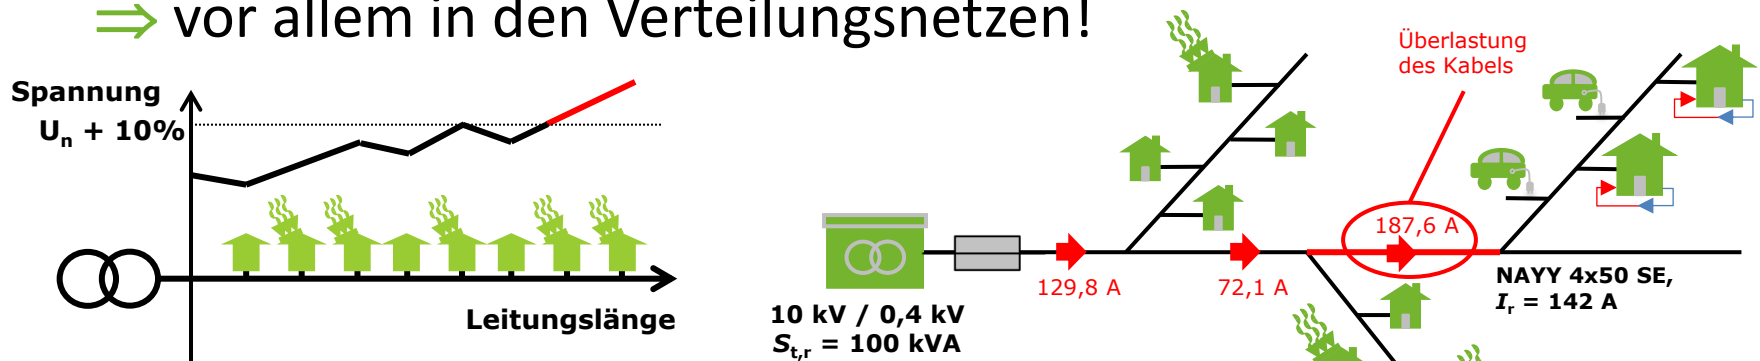 ⇒ vor allem in den Verteilungsnetzen!
Spannung
Uₙ + 10%
Leitungslänge
Überlastung
des Kabels
187,6 A
129,8 A
72,1 A
NAYY 4x50 SE,
Iᵣ = 142 A
10 kV / 0,4 kV
Sₜ,ᵣ = 100 kVA